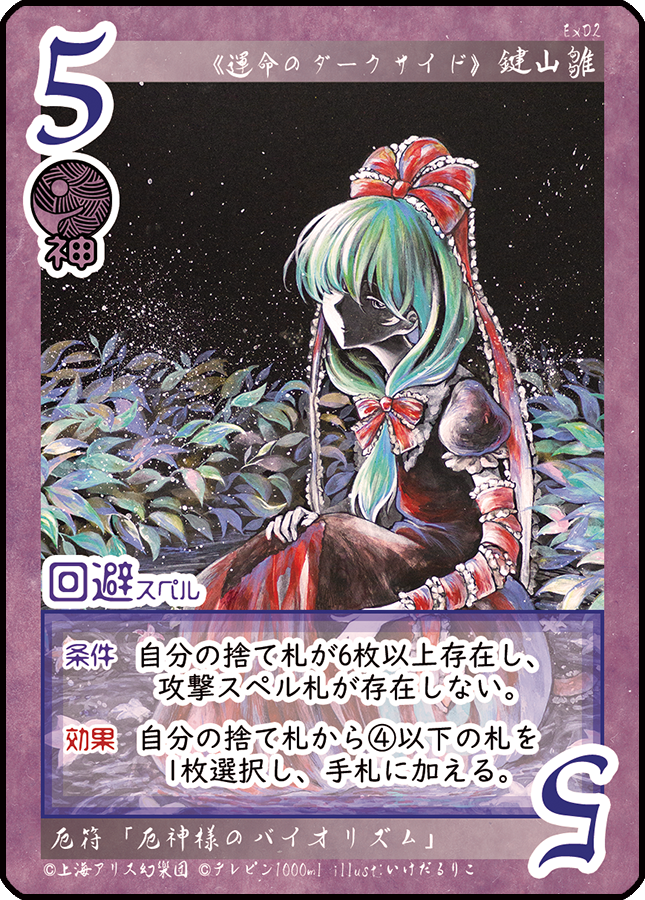 Ex02
5
《運命のダークサイド》 鍵山雛
神
回避スペル
条件 自分の捨て札が6枚以上存在し、
攻撃スペル札が存在しない。
効果 自分の捨て札から④以下の札を
1枚選択し、手札に加える。
5
厄符「厄神様のバイオリズム」
©上海アリス幻樂団 ©テレピン1000ml illust:いけだるりこ